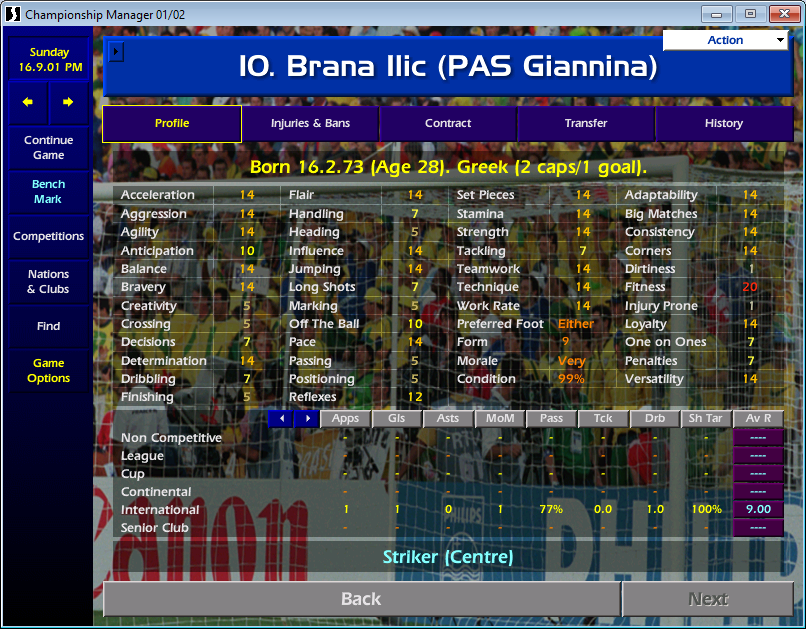 Championship Manager 01/02
Sunday
16.9.01 PM
Continue
Game
Bench
Mark
Competitions
Nations
& Clubs
Find
Game
Options
Action
10. Brana Ilic (PAS Giannina)
Profile Injuries & Bans Contract Transfer History
Born 16.2.73 (Age 28). Greek (2 caps/1 goal).
Acceleration 14 Flair 14 Set Pieces 14 Adaptability 14
Aggression 14 Handling 7 Stamina 14 Big Matches 14
Agility 14 Heading 5 Strength 14 Consistency 14
Anticipation 10 Influence 14 Tackling 7 Corners 14
Balance 14 Jumping 14 Teamwork 14 Dirtiness 1
Bravery 14 Long Shots 7 Technique 14 Fitness 20
Creativity 5 Marking 5 Work Rate 14 Injury Prone 1
Crossing 5 Off The Ball 10 Preferred Foot Either Loyalty 14
Decisions 7 Pace 14 Form 9 One on Ones 7
Determination 14 Passing 5 Morale Very Penalties 7
Dribbling 7 Positioning 5 Condition 99% Versatility 14
Finishing 5 Reflexes 12
Apps Gls Asts MoM Pass Tck Drb Sh Tar Av R
Non Competitive - - - - - - - - ----
League - - - - - - - - ----
Cup - - - - - - - - ----
Continental - - - - - - - - ----
International 1 1 0 1 77% 0.0 1.0 100% 9.00
Senior Club - - - - - - - - ----
Canon
PHILIPS
PHILIPS
Striker (Centre)
Back Next